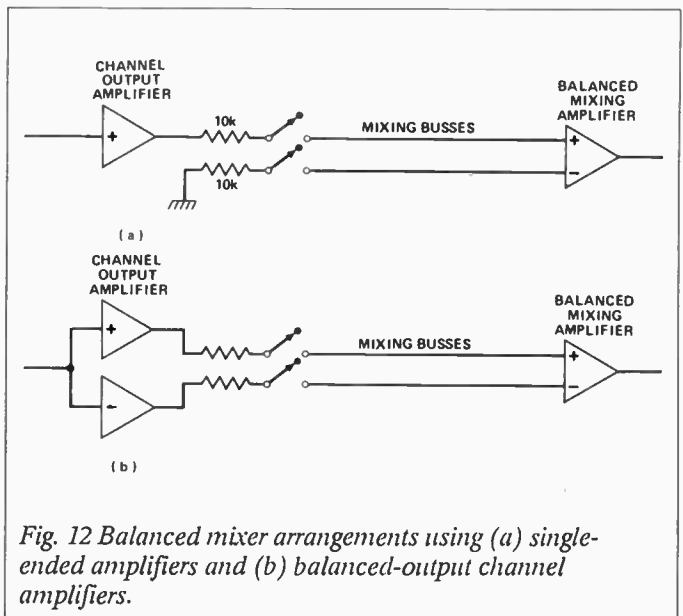 CHANNEL
OUTPUT
AMPLIFIER
+
10k
10k
MIXING BUSSES
BALANCED
MIXING
AMPLIFIER
+
−
(a)
CHANNEL
OUTPUT
AMPLIFIER
+
−
MIXING BUSSES
BALANCED
MIXING
AMPLIFIER
+
−
(b)
Fig. 12 Balanced mixer arrangements using (a) single-
ended amplifiers and (b) balanced-output channel
amplifiers.